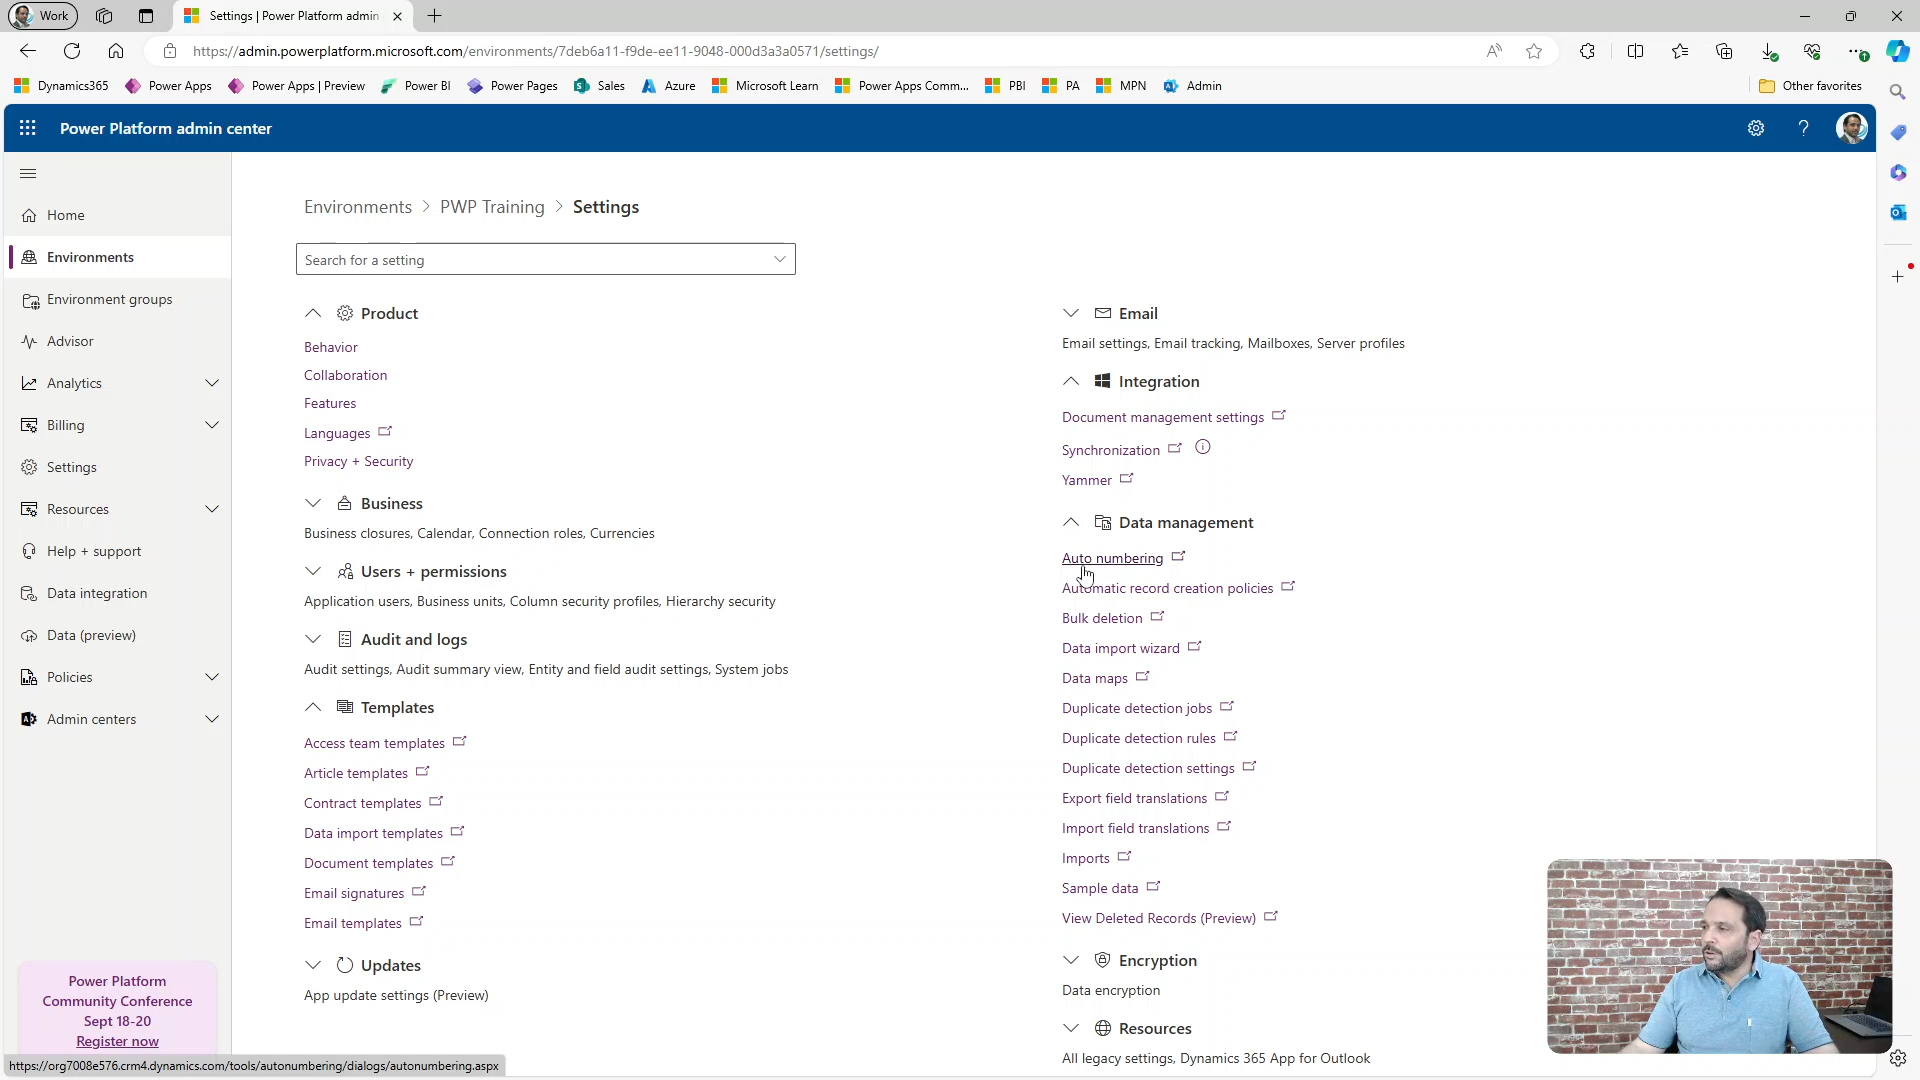 Work
Settings | Power Platform admin
https://admin.powerplatform.microsoft.com/environments/7deb6a11-f9de-ee11-9048-000d3a3a0571/settings/
Dynamics365
Power Apps
Power Apps | Preview
Power BI
Power Pages
Sales
Azure
Microsoft Learn
Power Apps Comm...
PBI
PA
MPN
Admin
Other favorites
Power Platform admin center
Home
Environments
Environment groups
Advisor
Analytics
Billing
Settings
Resources
Help + support
Data integration
Data (preview)
Policies
Admin centers
Power Platform
Community Conference
Sept 18-20
Register now
Environments > PWP Training > Settings
Search for a setting
Product
Behavior
Collaboration
Features
Languages
Privacy + Security
Business
Business closures, Calendar, Connection roles, Currencies
Users + permissions
Application users, Business units, Column security profiles, Hierarchy security
Audit and logs
Audit settings, Audit summary view, Entity and field audit settings, System jobs
Templates
Access team templates
Article templates
Contract templates
Data import templates
Document templates
Email signatures
Email templates
Updates
App update settings (Preview)
Email
Email settings, Email tracking, Mailboxes, Server profiles
Integration
Document management settings
Synchronization
Yammer
Data management
Auto numbering
Automatic record creation policies
Bulk deletion
Data import wizard
Data maps
Duplicate detection jobs
Duplicate detection rules
Duplicate detection settings
Export field translations
Import field translations
Imports
Sample data
View Deleted Records (Preview)
Encryption
Data encryption
Resources
All legacy settings, Dynamics 365 App for Outlook
https://org7008e576.crm4.dynamics.com/tools/autonumbering/dialogs/autonumbering.aspx